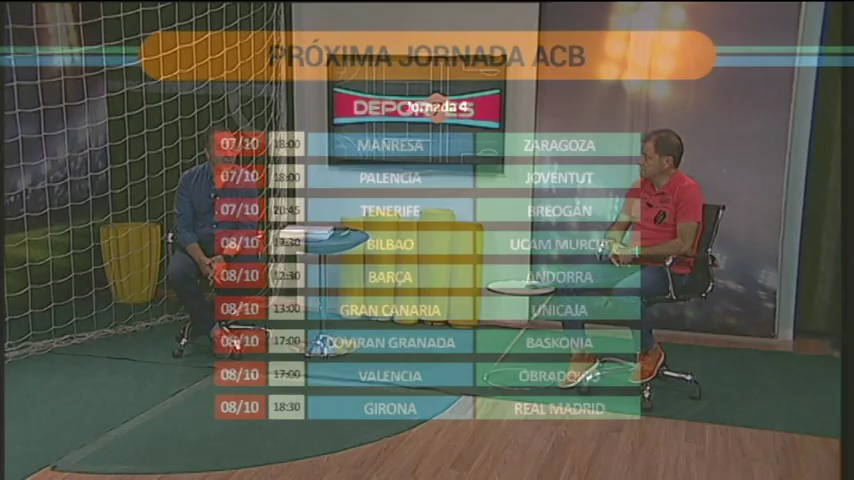 PRÓXIMA JORNADA ACB
DEPORTES
Jornada 4
07/10 18:00 MANRESA ZARAGOZA
07/10 18:00 PALENCIA JOVENTUT
07/10 20:45 TENERIFE BREOGÁN
08/10 BILBAO UCAM MURCIA
08/10 12:30 BARÇA ANDORRA
08/10 13:00 GRAN CANARIA UNICAJA
08/10 17:00 COVIRAN GRANADA BASKONIA
08/10 17:00 VALENCIA OBRADOIRO
08/10 18:30 GIRONA REAL MADRID